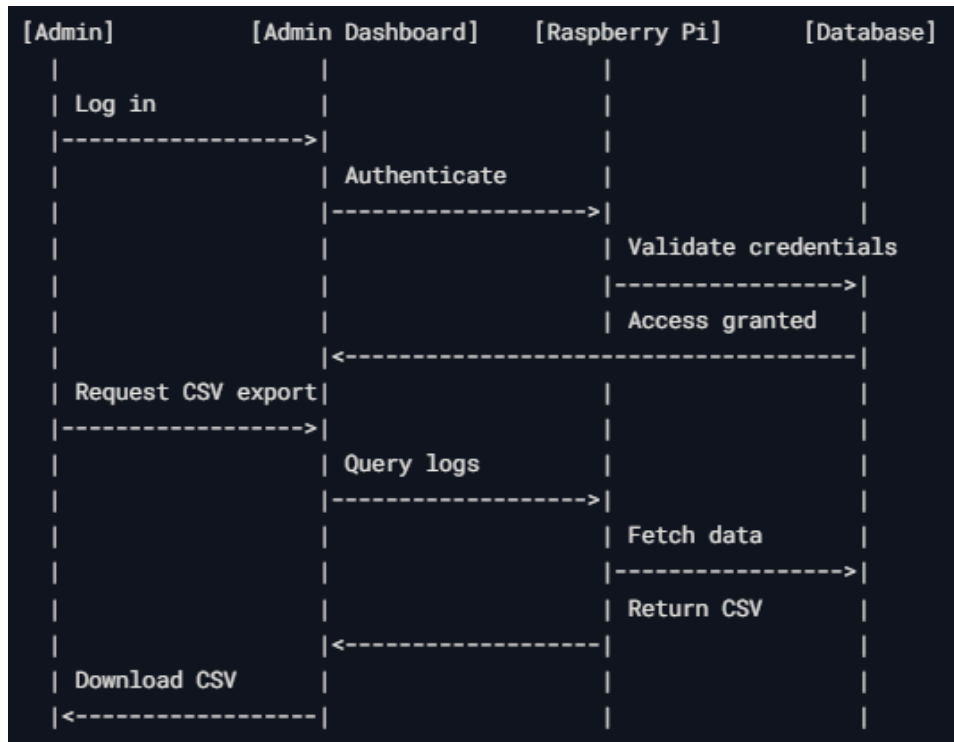 [Admin] [Admin Dashboard] [Raspberry Pi] [Database]
Log in
Authenticate
Validate credentials
Access granted
Request CSV export
Query logs
Fetch data
Return CSV
Download CSV